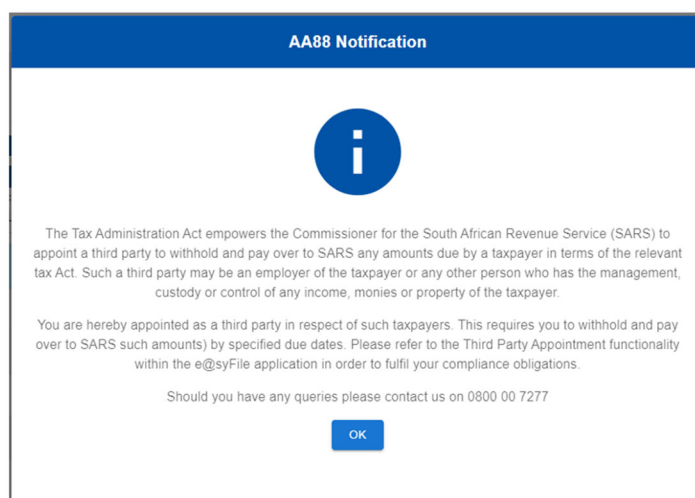 AA88 Notification
The Tax Administration Act empowers the Commissioner for the South African Revenue Service (SARS) to
appoint a third party to withhold and pay over to SARS any amounts due by a taxpayer in terms of the relevant
tax Act. Such a third party may be an employer of the taxpayer or any other person who has the management,
custody or control of any income, monies or property of the taxpayer.
You are hereby appointed as a third party in respect of such taxpayers. This requires you to withhold and pay
over to SARS such amounts) by specified due dates. Please refer to the Third Party Appointment functionality
within the e@syFile application in order to fulfil your compliance obligations.
Should you have any queries please contact us on 0800 00 7277
OK